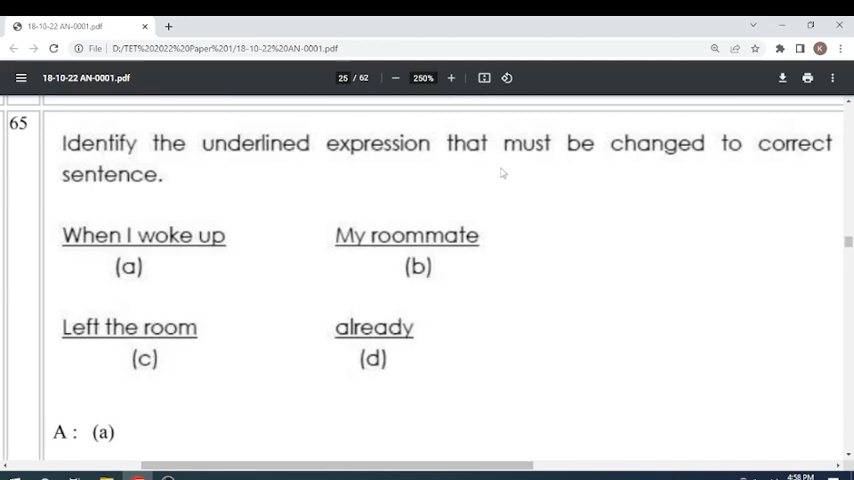 18-10-22 AN-0001.pdf
File D:/TET%202022%20Paper%201/18-10-22%20AN-0001.pdf
K
18-10-22 AN-0001.pdf 25 / 62 250%
65
Identify the underlined expression that must be changed to correct
sentence.
When I woke up My roommate
(a) (b)
Left the room already
(c) (d)
A : (a)
4:58 PM